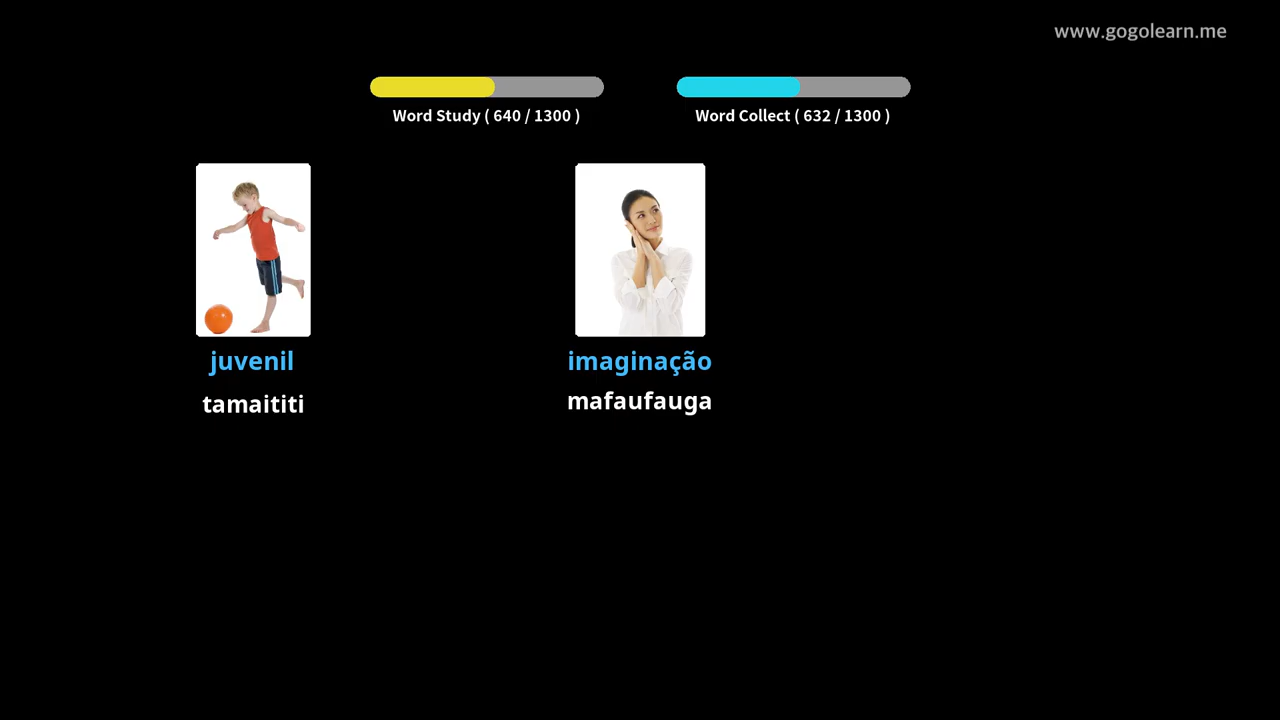 www.gogolearn.me
Word Study ( 640 / 1300 )
Word Collect ( 632 / 1300 )
juvenil
tamaititi
imaginação
mafaufauga